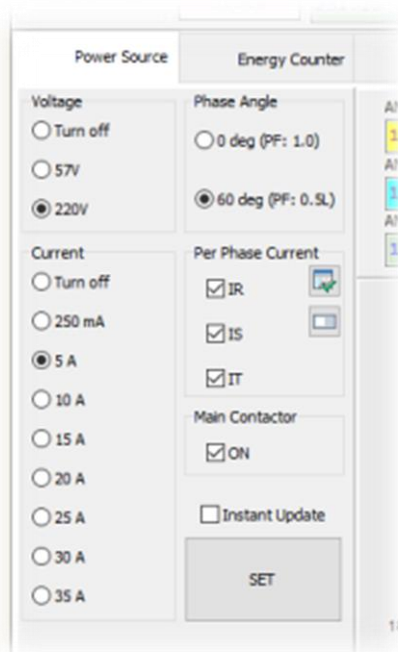 Power Source
Energy Counter
Voltage
Turn off
57V
220V
Phase Angle
0 deg (PF: 1.0)
60 deg (PF: 0.5L)
Current
Turn off
250 mA
5 A
10 A
15 A
20 A
25 A
30 A
35 A
Per Phase Current
IR
IS
IT
Main Contactor
ON
Instant Update
SET